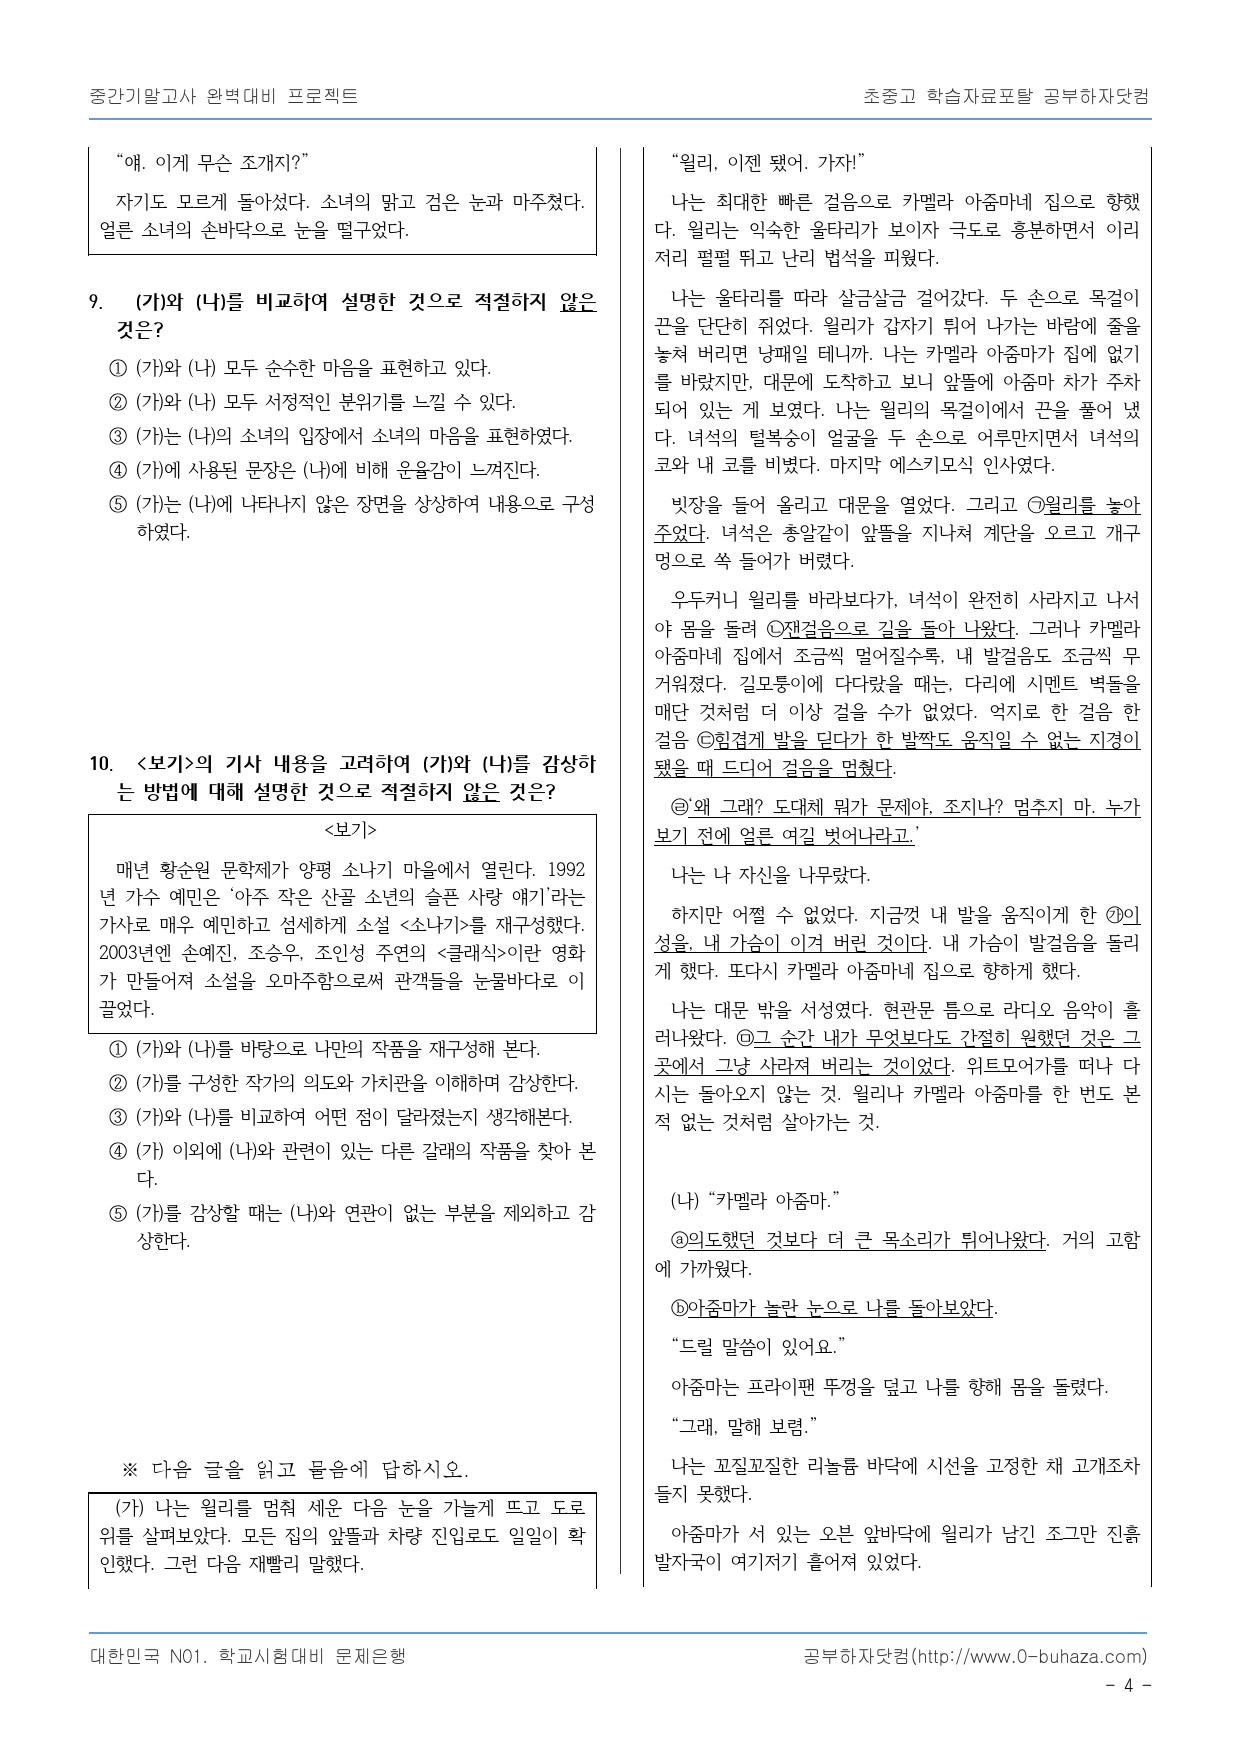 중간기말고사 완벽대비 프로젝트
초중고 학습자료포탈 공부하자닷컴
“얘. 이게 무슨 조개지?”
자기도 모르게 돌아섰다. 소녀의 맑고 검은 눈과 마주쳤다.
얼른 소녀의 손바닥으로 눈을 떨구었다.
9. (가)와 (나)를 비교하여 설명한 것으로 적절하지 않은
것은?
① (가)와 (나) 모두 순수한 마음을 표현하고 있다.
② (가)와 (나) 모두 서정적인 분위기를 느낄 수 있다.
③ (가)는 (나)의 소녀의 입장에서 소녀의 마음을 표현하였다.
④ (가)에 사용된 문장은 (나)에 비해 운율감이 느껴진다.
⑤ (가)는 (나)에 나타나지 않은 장면을 상상하여 내용으로 구성
하였다.
10. <보기>의 기사 내용을 고려하여 (가)와 (나)를 감상하
는 방법에 대해 설명한 것으로 적절하지 않은 것은?
<보기>
매년 황순원 문학제가 양평 소나기 마을에서 열린다. 1992
년 가수 예민은 ‘아주 작은 산골 소년의 슬픈 사랑 얘기’라는
가사로 매우 예민하고 섬세하게 소설 <소나기>를 재구성했다.
2003년엔 손예진, 조승우, 조인성 주연의 <클래식>이란 영화
가 만들어져 소설을 오마주함으로써 관객들을 눈물바다로 이
끌었다.
① (가)와 (나)를 바탕으로 나만의 작품을 재구성해 본다.
② (가)를 구성한 작가의 의도와 가치관을 이해하며 감상한다.
③ (가)와 (나)를 비교하여 어떤 점이 달라졌는지 생각해본다.
④ (가) 이외에 (나)와 관련이 있는 다른 갈래의 작품을 찾아 본
다.
⑤ (가)를 감상할 때는 (나)와 연관이 없는 부분을 제외하고 감
상한다.
※ 다음 글을 읽고 물음에 답하시오.
(가) 나는 윌리를 멈춰 세운 다음 눈을 가늘게 뜨고 도로
위를 살펴보았다. 모든 집의 앞뜰과 차량 진입로도 일일이 확
인했다. 그런 다음 재빨리 말했다.
“윌리, 이젠 됐어. 가자!”
나는 최대한 빠른 걸음으로 카멜라 아줌마네 집으로 향했
다. 윌리는 익숙한 울타리가 보이자 극도로 흥분하면서 이리
저리 펄펄 뛰고 난리 법석을 피웠다.
나는 울타리를 따라 살금살금 걸어갔다. 두 손으로 목걸이
끈을 단단히 쥐었다. 윌리가 갑자기 튀어 나가는 바람에 줄을
놓쳐 버리면 낭패일 테니까. 나는 카멜라 아줌마가 집에 없기
를 바랐지만, 대문에 도착하고 보니 앞뜰에 아줌마 차가 주차
되어 있는 게 보였다. 나는 윌리의 목걸이에서 끈을 풀어 냈
다. 녀석의 털복숭이 얼굴을 두 손으로 어루만지면서 녀석의
코와 내 코를 비볐다. 마지막 에스키모식 인사였다.
빗장을 들어 올리고 대문을 열었다. 그리고 ㉠윌리를 놓아
주었다. 녀석은 총알같이 앞뜰을 지나쳐 계단을 오르고 개구
멍으로 쏙 들어가 버렸다.
우두커니 윌리를 바라보다가, 녀석이 완전히 사라지고 나서
야 몸을 돌려 ㉡잰걸음으로 길을 돌아 나왔다. 그러나 카멜라
아줌마네 집에서 조금씩 멀어질수록, 내 발걸음도 조금씩 무
거워졌다. 길모퉁이에 다다랐을 때는, 다리에 시멘트 벽돌을
매단 것처럼 더 이상 걸을 수가 없었다. 억지로 한 걸음 한
걸음 ㉢힘겹게 발을 딛다가 한 발짝도 움직일 수 없는 지경이
됐을 때 드디어 걸음을 멈췄다.
㉣‘왜 그래? 도대체 뭐가 문제야, 조지나? 멈추지 마. 누가
보기 전에 얼른 여길 벗어나라고.’
나는 나 자신을 나무랐다.
하지만 어쩔 수 없었다. 지금껏 내 발을 움직이게 한 ㉮이
성을, 내 가슴이 이겨 버린 것이다. 내 가슴이 발걸음을 돌리
게 했다. 또다시 카멜라 아줌마네 집으로 향하게 했다.
나는 대문 밖을 서성였다. 현관문 틈으로 라디오 음악이 흘
러나왔다. ㉤그 순간 내가 무엇보다도 간절히 원했던 것은 그
곳에서 그냥 사라져 버리는 것이었다. 위트모어가를 떠나 다
시는 돌아오지 않는 것. 윌리나 카멜라 아줌마를 한 번도 본
적 없는 것처럼 살아가는 것.
(나) “카멜라 아줌마.”
ⓐ의도했던 것보다 더 큰 목소리가 튀어나왔다. 거의 고함
에 가까웠다.
ⓑ아줌마가 놀란 눈으로 나를 돌아보았다.
“드릴 말씀이 있어요.”
아줌마는 프라이팬 뚜껑을 덮고 나를 향해 몸을 돌렸다.
“그래, 말해 보렴.”
나는 꼬질꼬질한 리놀륨 바닥에 시선을 고정한 채 고개조차
들지 못했다.
아줌마가 서 있는 오븐 앞바닥에 윌리가 남긴 조그만 진흙
발자국이 여기저기 흩어져 있었다.
대한민국 N01. 학교시험대비 문제은행
공부하자닷컴(http://www.0-buhaza.com)
- 4 -